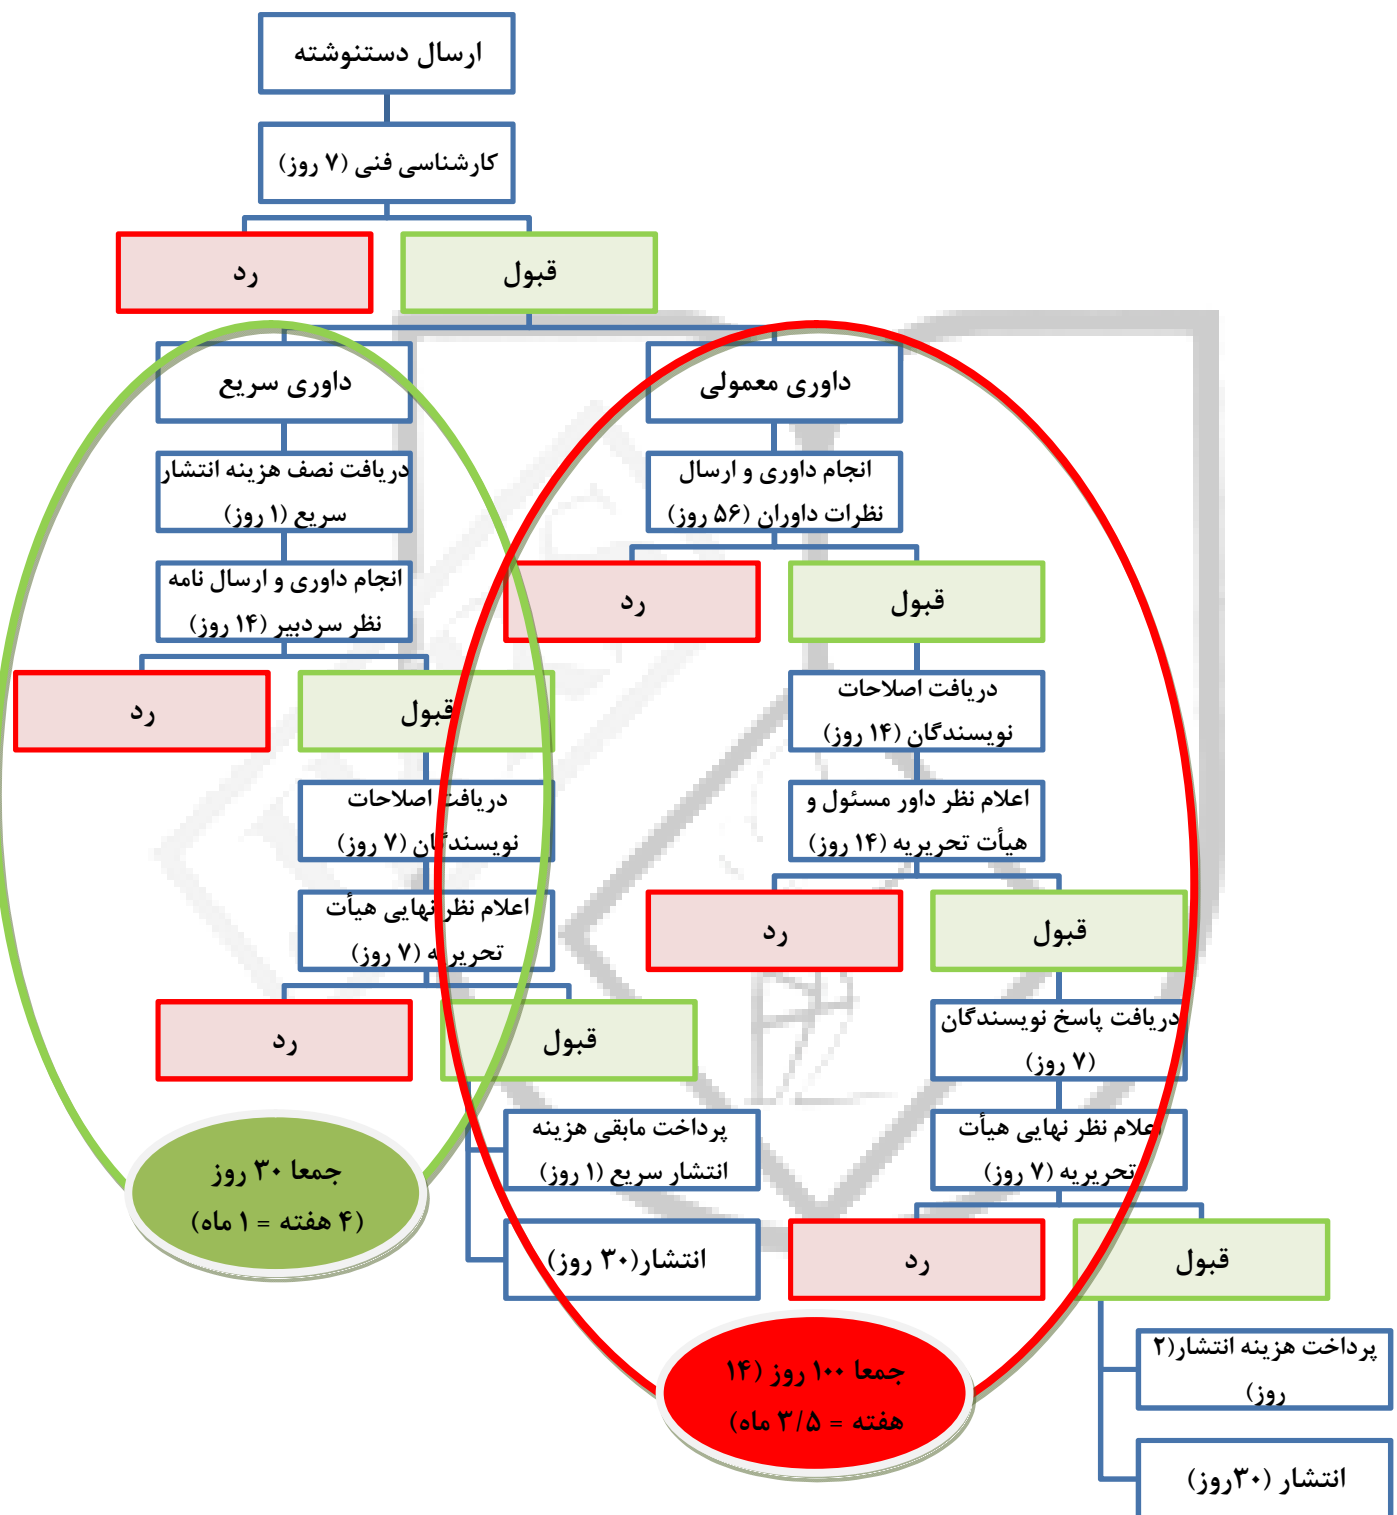 ارسال دستنوشته
کارشناسی فنی (۷ روز)
رد
قبول
داوری سریع
دریافت نصف هزینه انتشار
سریع (۱ روز)
انجام داوری و ارسال نامه
نظر سردبیر (۱۴ روز)
رد
قبول
دریافت اصلاحات
نویسندگان (۷ روز)
اعلام نظر نهایی هیأت
تحریریه (۷ روز)
رد
قبول
پرداخت مابقی هزینه
انتشار سریع (۱ روز)
انتشار(۳۰ روز)
جمعا ۳۰ روز
(۴ هفته = ۱ ماه)
داوری معمولی
انجام داوری و ارسال
نظرات داوران (۵۶ روز)
رد
قبول
دریافت اصلاحات
نویسندگان (۱۴ روز)
اعلام نظر داور مسئول و
هیأت تحریریه (۱۴ روز)
رد
قبول
دریافت پاسخ نویسندگان
(۷ روز)
اعلام نظر نهایی هیأت
تحریریه (۷ روز)
رد
قبول
پرداخت هزینه انتشار(۲
روز)
انتشار (۳۰روز)
جمعا ۱۰۰ روز (۱۴
هفته = ۳/۵ ماه)